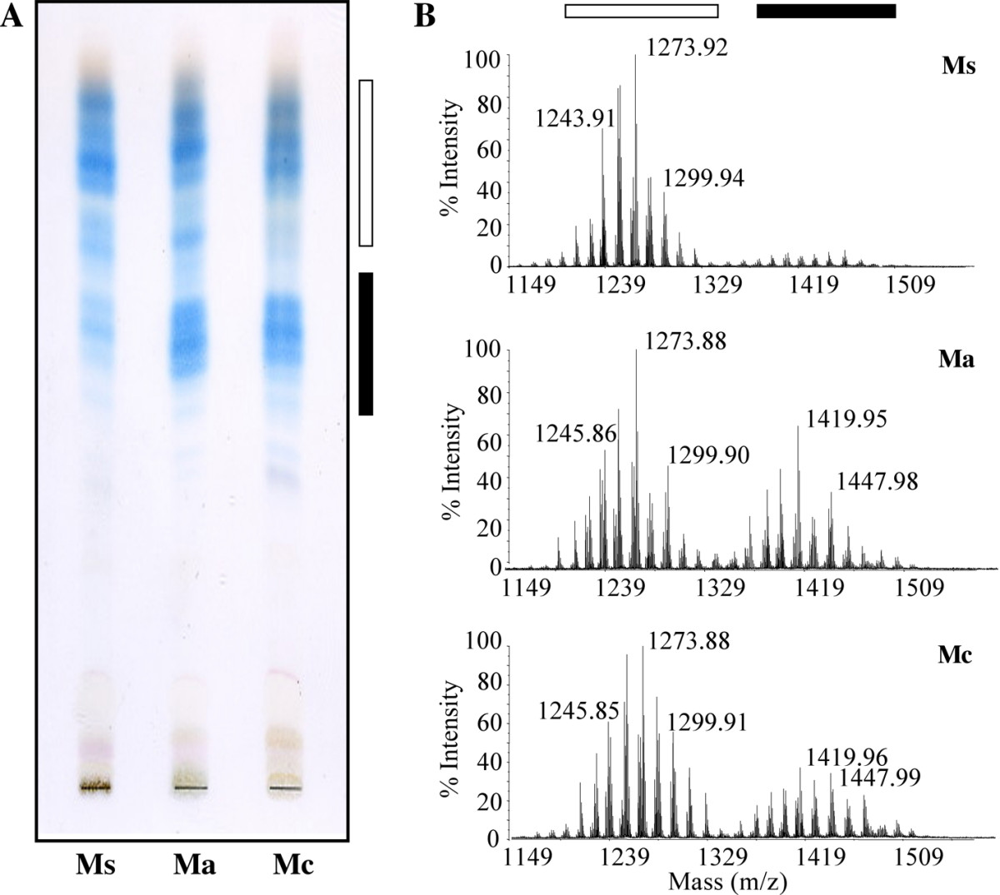 A
Ms Ma Mc
B
Ms
% Intensity
100
80
60
40
20
0
1273.92
1243.91
1299.94
1149 1239 1329 1419 1509
Ma
% Intensity
100
80
60
40
20
0
1273.88
1245.86
1299.90
1419.95
1447.98
1149 1239 1329 1419 1509
Mc
% Intensity
100
80
60
40
20
0
1273.88
1245.85
1299.91
1419.96
1447.99
1149 1239 1329 1419 1509
Mass (m/z)